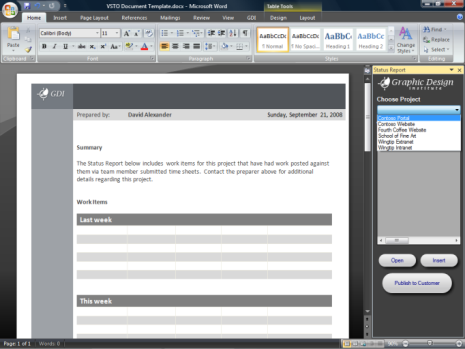 VSTO Document Template.docx - Microsoft Word
Table Tools
Home Insert Page Layout References Mailings Review View GDI Design Layout
Calibri (Body) 11
Paste
AaBbCcDc AaBbCcDc AaBbC AaBbCc
¶ Normal ¶ No Spaci... Heading 1 Heading 2
Change Styles
Find
Replace
Select
Clipboard Font Paragraph Styles Editing
GDI
Prepared by: David Alexander Sunday, September 21, 2008
Summary
The Status Report below includes work items for this project that have had work posted against
them via team member submitted time sheets. Contact the preparer above for additional
details regarding this project.
Work Items
Last week
This week
Status Report
Graphic Design
Institute
Choose Project
Contoso Portal
Contoso Website
Fourth Coffee Website
School of Fine Art
Wingtip Extranet
Wingtip Intranet
Open Insert
Publish to Customer
Page: 1 of 1 Words: 0